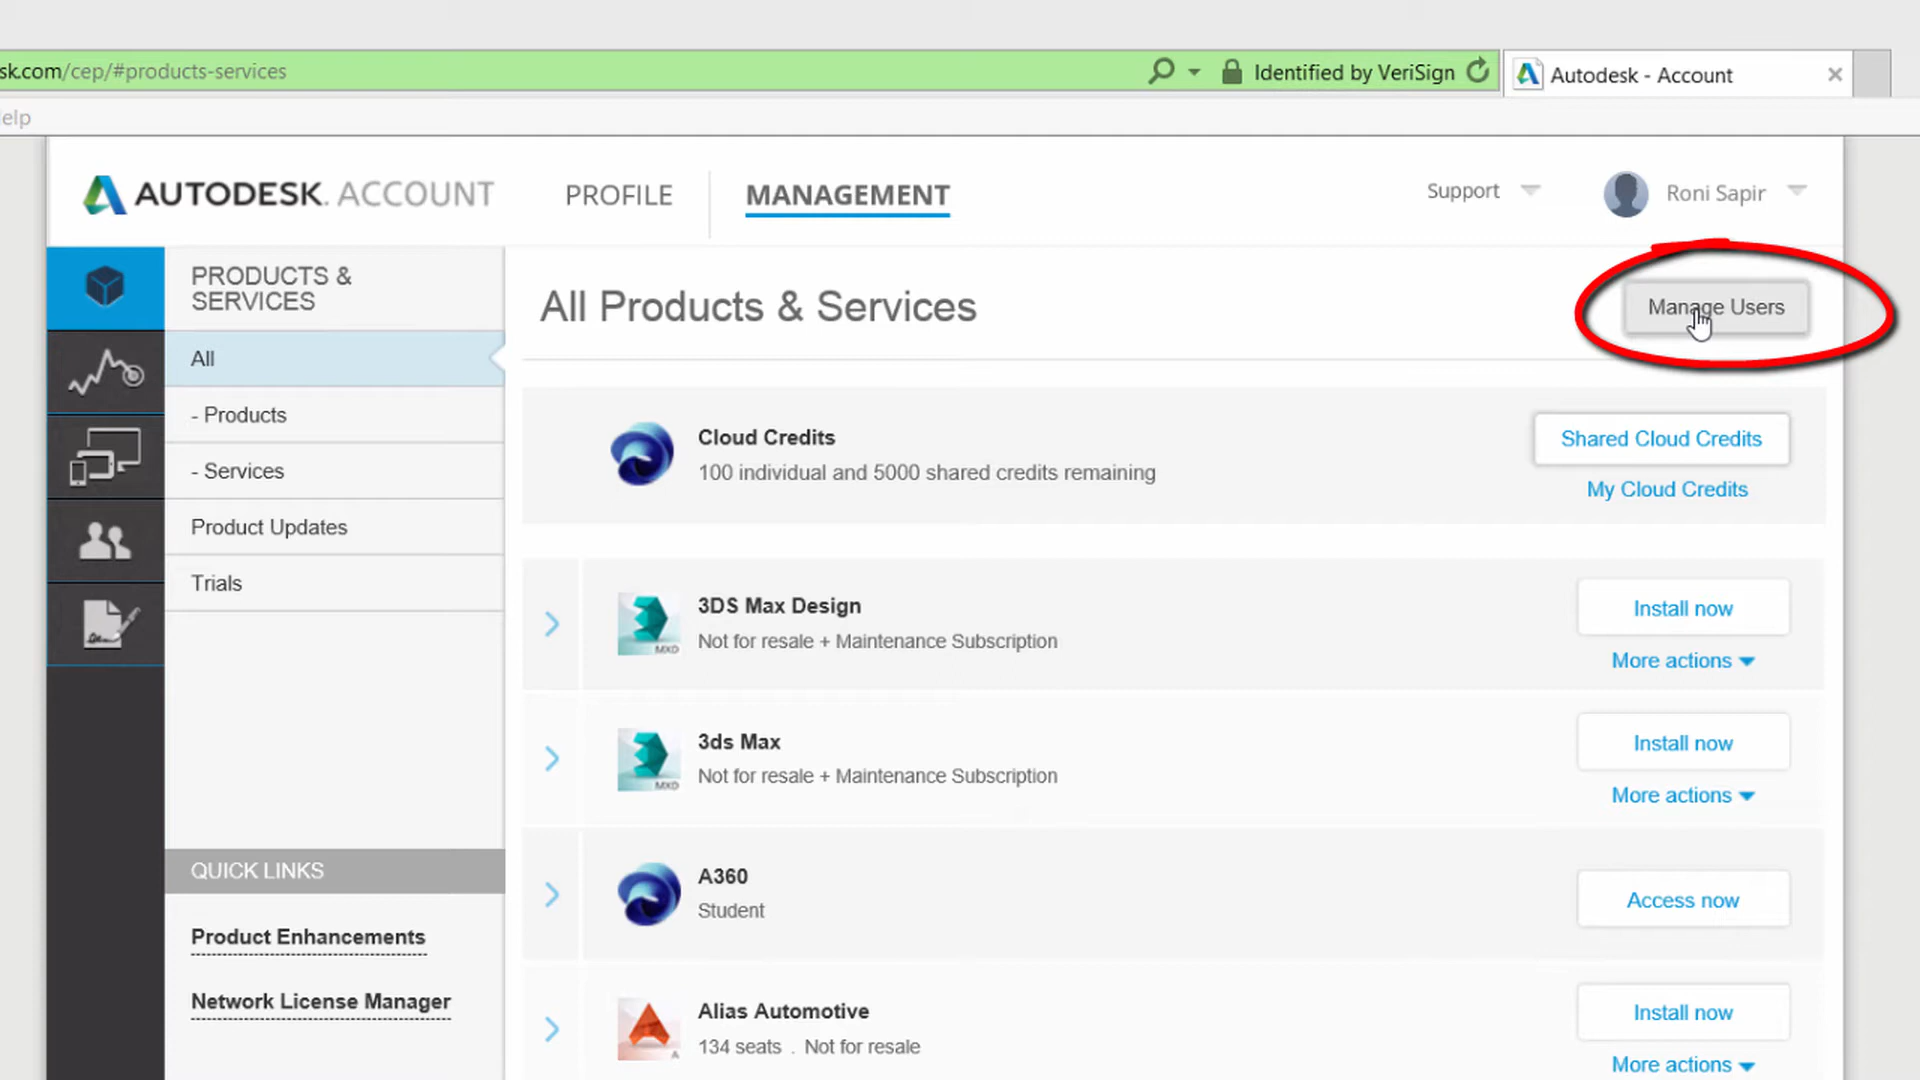 sk.com/cep/#products-services
Identified by VeriSign
Autodesk - Account
elp
AUTODESK. ACCOUNT
PROFILE
MANAGEMENT
Support
Roni Sapir
PRODUCTS &
SERVICES
All
- Products
- Services
Product Updates
Trials
QUICK LINKS
Product Enhancements
Network License Manager
All Products & Services
Manage Users
Cloud Credits
100 individual and 5000 shared credits remaining
Shared Cloud Credits
My Cloud Credits
3DS Max Design
Not for resale + Maintenance Subscription
Install now
More actions
MXD
3ds Max
Not for resale + Maintenance Subscription
Install now
More actions
MXD
A360
Student
Access now
Alias Automotive
134 seats . Not for resale
Install now
More actions
A